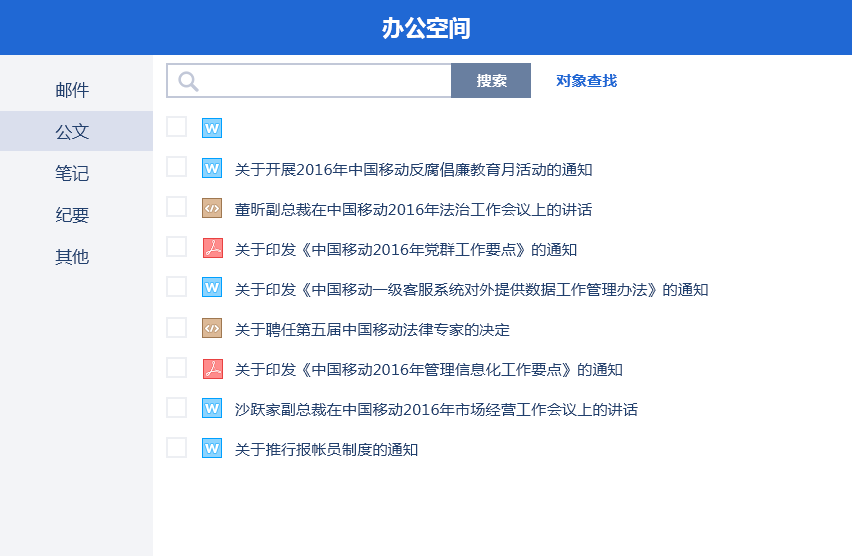 办公空间
邮件
公文
笔记
纪要
其他
搜索
对象查找
W
W 关于开展2016年中国移动反腐倡廉教育月活动的通知
</> 董昕副总裁在中国移动2016年法治工作会议上的讲话
关于印发《中国移动2016年党群工作要点》的通知
W 关于印发《中国移动一级客服系统对外提供数据工作管理办法》的通知
</> 关于聘任第五届中国移动法律专家的决定
关于印发《中国移动2016年管理信息化工作要点》的通知
W 沙跃家副总裁在中国移动2016年市场经营工作会议上的讲话
W 关于推行报帐员制度的通知